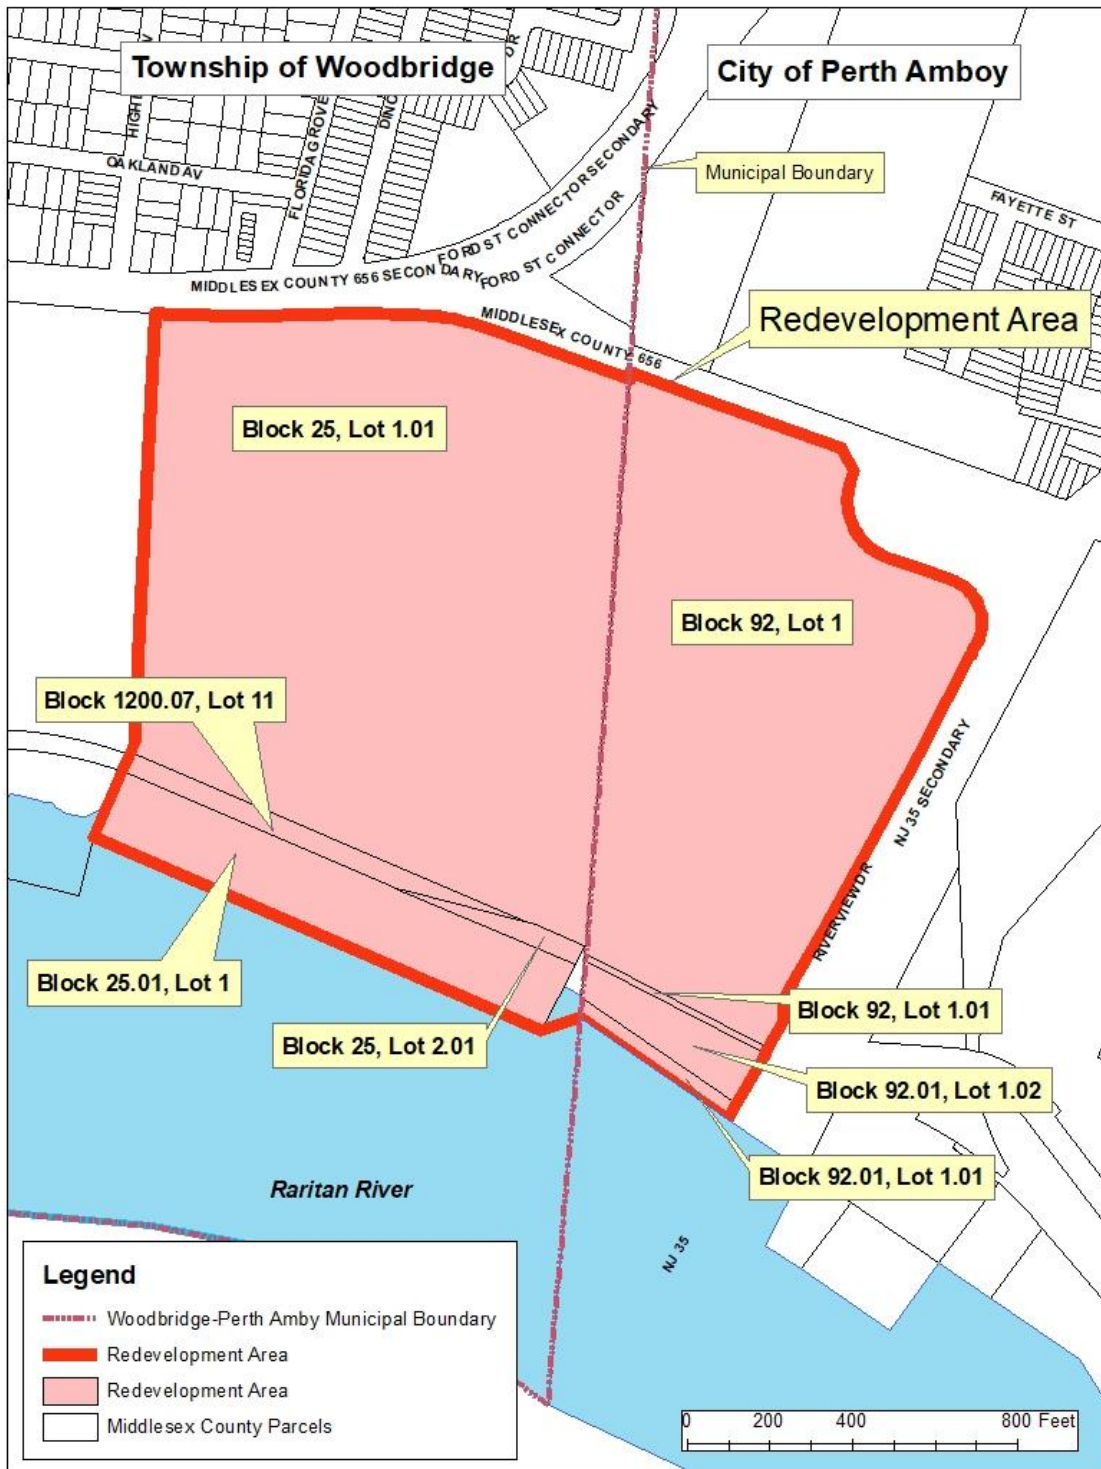 Township of Woodbridge
City of Perth Amboy
HIGH
AV
FLORIDAGROVE
DINO
DR
OAKLANDAV
FORD ST CONNECTOR SECONDARY
FORD ST CONNECTOR
Municipal Boundary
FAYETTE ST
MIDDLESEX COUNTY 656 SECONDARY
MIDDLESEX COUNTY 656
Redevelopment Area
Block 25, Lot 1.01
Block 92, Lot 1
Block 1200.07, Lot 11
NJ 35 SECONDARY
RIVERVIEWDR
Block 25.01, Lot 1
Block 92, Lot 1.01
Block 25, Lot 2.01
Block 92.01, Lot 1.02
Block 92.01, Lot 1.01
Raritan River
NJ 35
Legend
Woodbridge-Perth Amby Municipal Boundary
Redevelopment Area
Redevelopment Area
Middlesex County Parcels
0 200 400 800 Feet